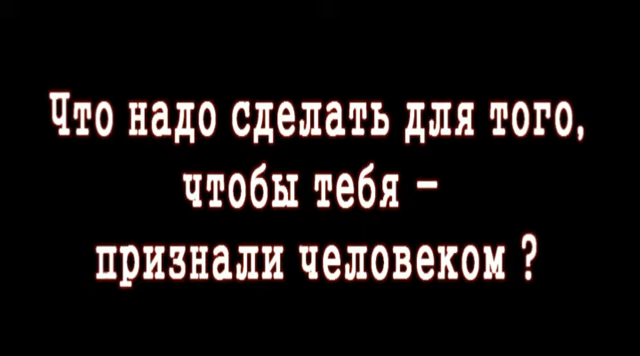 Что надо сделать для того,
чтобы тебя –
признали человеком ?